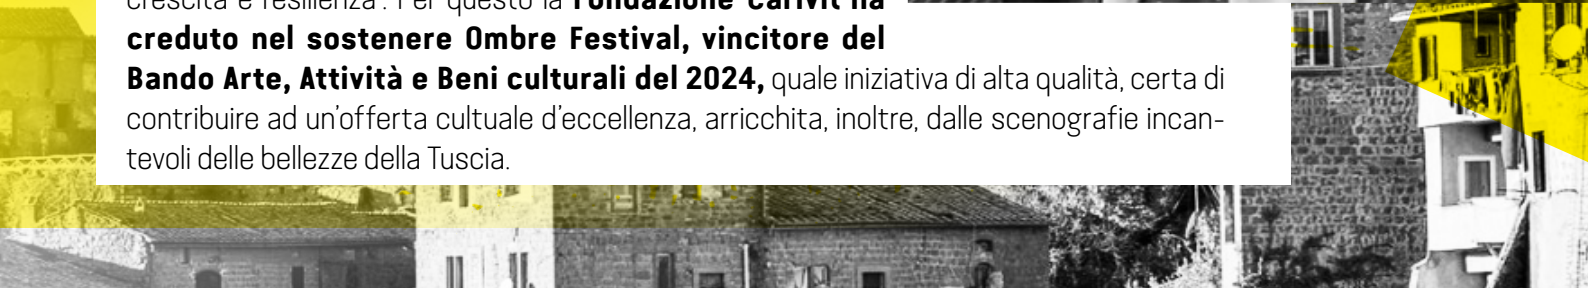 crescita e resilienza". Per questo la Fondazione Carivit ha
creduto nel sostenere Ombre Festival, vincitore del
Bando Arte, Attività e Beni culturali del 2024, quale iniziativa di alta qualità, certa di
contribuire ad un'offerta cultuale d'eccellenza, arricchita, inoltre, dalle scenografie incan-
tevoli delle bellezze della Tuscia.